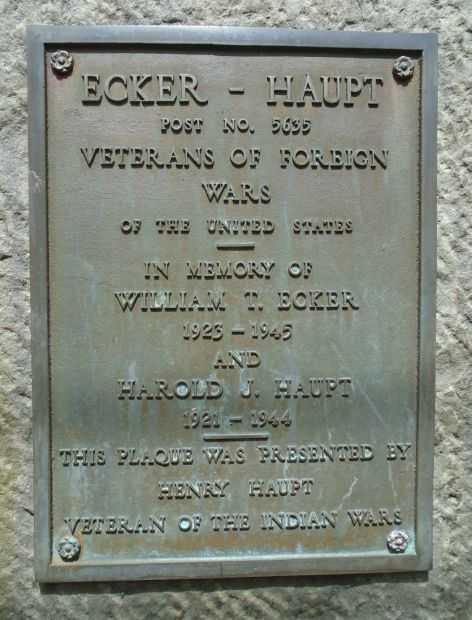 ECKER - HAUPT
POST NO. 5635
VETERANS OF FOREIGN
WARS
OF THE UNITED STATES
IN MEMORY OF
WILLIAM T. ECKER
1923 - 1945
AND
HAROLD J. HAUPT
1921 - 1944
THIS PLAQUE WAS PRESENTED BY
HENRY HAUPT
VETERAN OF THE INDIAN WARS